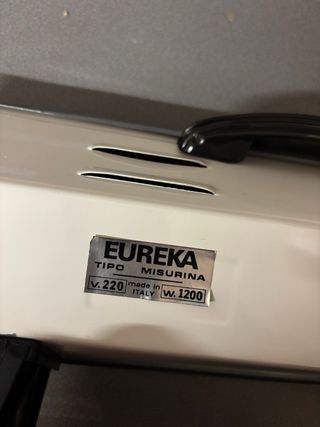 EUREKA
TIPO MISURINA
V. 220 made in ITALY W. 1200